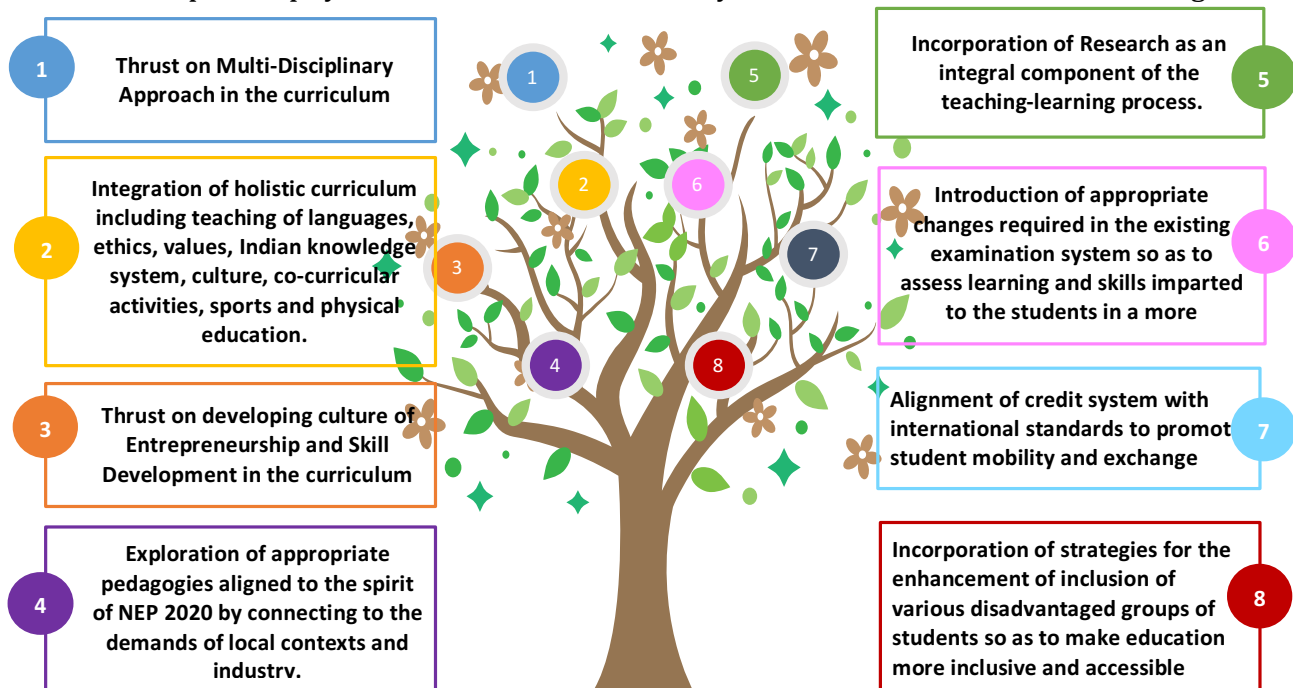 1
Thrust on Multi-Disciplinary
Approach in the curriculum
2
Integration of holistic curriculum
including teaching of languages,
ethics, values, Indian knowledge
system, culture, co-curricular
activities, sports and physical
education.
3
Thrust on developing culture of
Entrepreneurship and Skill
Development in the curriculum
4
Exploration of appropriate
pedagogies aligned to the spirit
of NEP 2020 by connecting to the
demands of local contexts and
industry.
1
2
3
4
5
6
7
8
Incorporation of Research as an
integral component of the
teaching-learning process.
5
Introduction of appropriate
changes required in the existing
examination system so as to
assess learning and skills imparted
to the students in a more
6
Alignment of credit system with
international standards to promot
student mobility and exchange
7
Incorporation of strategies for the
enhancement of inclusion of
various disadvantaged groups of
students so as to make education
more inclusive and accessible
8